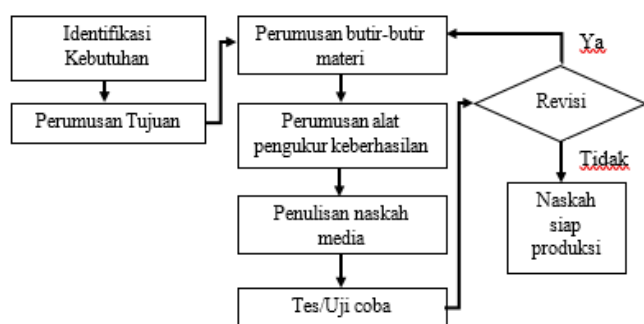 Identifikasi
Kebutuhan
Perumusan Tujuan
Perumusan butir-butir
materi
Perumusan alat
pengukur keberhasilan
Penulisan naskah
media
Tes/Uji coba
Revisi
Ya
Tidak
Naskah
siap
produksi